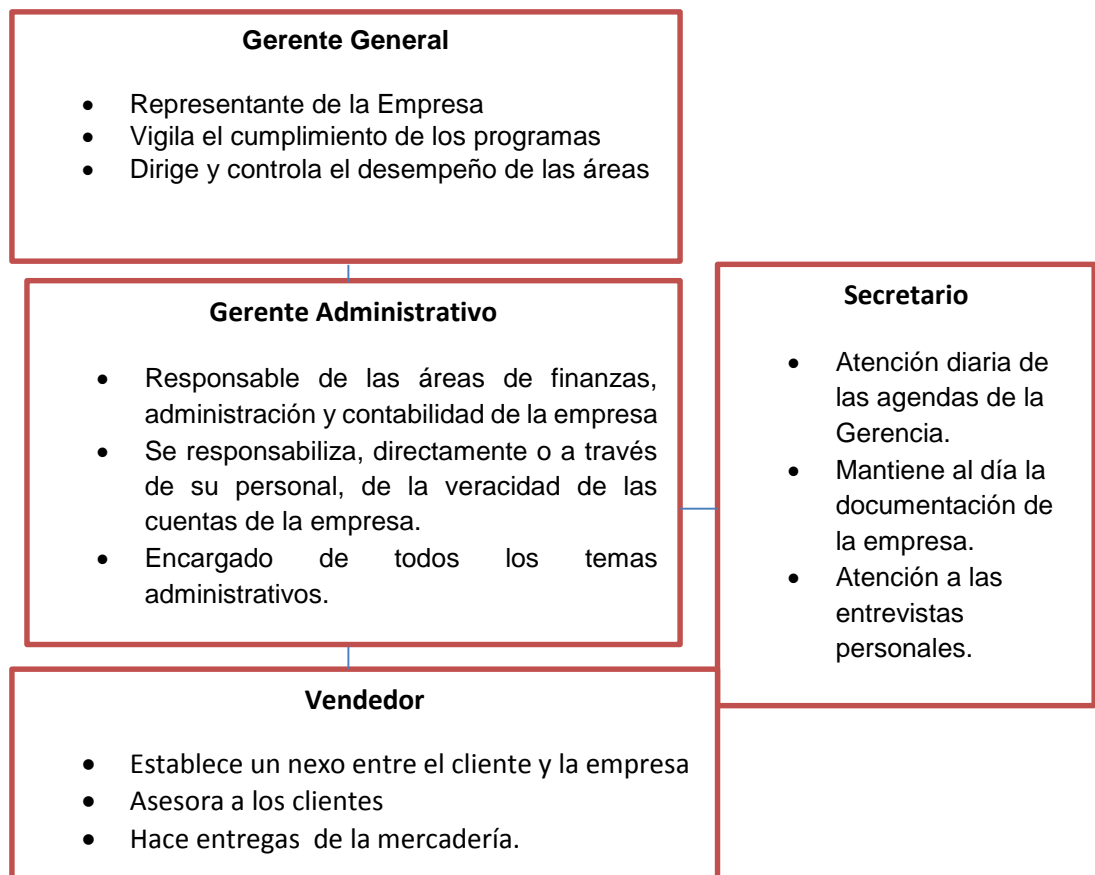 Gerente General
• Representante de la Empresa
• Vigila el cumplimiento de los programas
• Dirige y controla el desempeño de las áreas
Gerente Administrativo
• Responsable de las áreas de finanzas,
administración y contabilidad de la empresa
• Se responsabiliza, directamente o a través
de su personal, de la veracidad de las
cuentas de la empresa.
• Encargado de todos los temas
administrativos.
Secretario
• Atención diaria de
las agendas de la
Gerencia.
• Mantiene al día la
documentación de
la empresa.
• Atención a las
entrevistas
personales.
Vendedor
• Establece un nexo entre el cliente y la empresa
• Asesora a los clientes
• Hace entregas  de la mercadería.